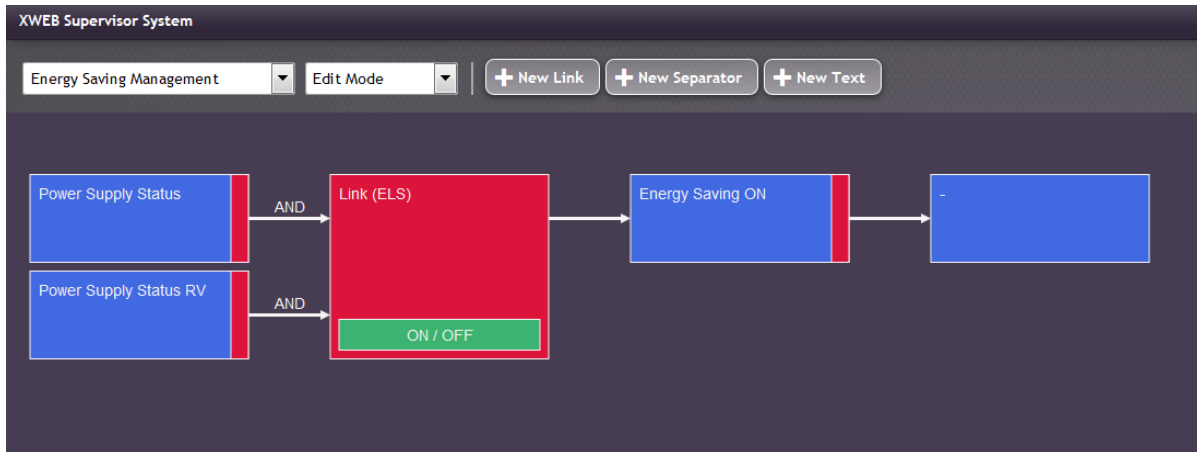 XWEB Supervisor System
Energy Saving Management
Edit Mode
New Link
New Separator
New Text
Power Supply Status
AND
Link (ELS)
Energy Saving ON
-
Power Supply Status RV
AND
ON / OFF